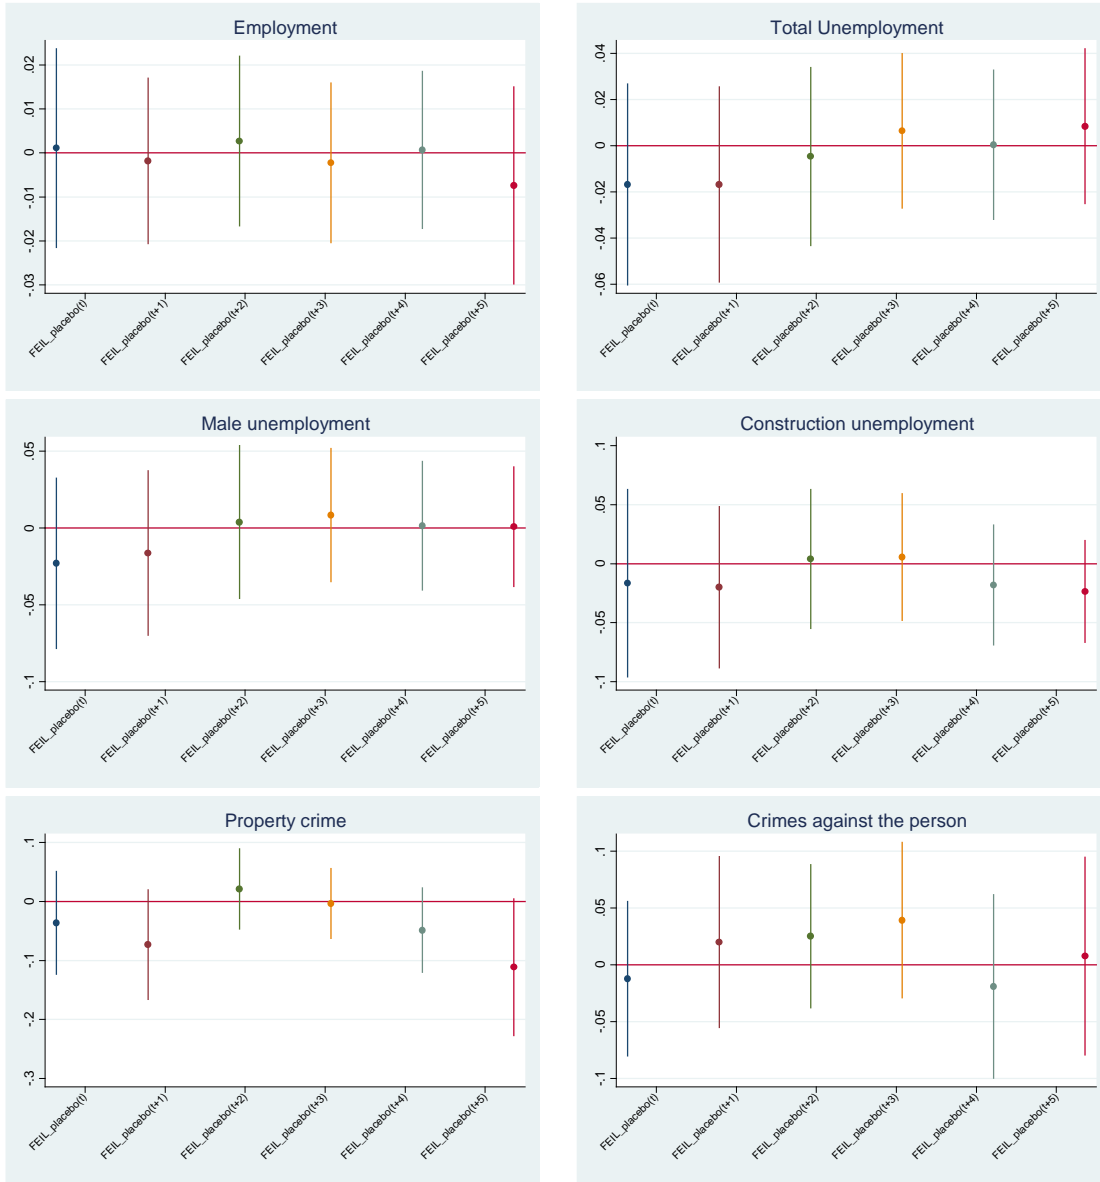 Employment
.02
.01
0
-.01
-.02
-.03
FEIL_placebo(t)
FEIL_placebo(t+1)
FEIL_placebo(t+2)
FEIL_placebo(t+3)
FEIL_placebo(t+4)
FEIL_placebo(t+5)
Total Unemployment
.04
.02
0
-.02
-.04
-.06
FEIL_placebo(t)
FEIL_placebo(t+1)
FEIL_placebo(t+2)
FEIL_placebo(t+3)
FEIL_placebo(t+4)
FEIL_placebo(t+5)
Male unemployment
.05
0
-.05
-.1
FEIL_placebo(t)
FEIL_placebo(t+1)
FEIL_placebo(t+2)
FEIL_placebo(t+3)
FEIL_placebo(t+4)
FEIL_placebo(t+5)
Construction unemployment
.1
.05
0
-.05
-.1
FEIL_placebo(t)
FEIL_placebo(t+1)
FEIL_placebo(t+2)
FEIL_placebo(t+3)
FEIL_placebo(t+4)
FEIL_placebo(t+5)
Property crime
.1
0
-.1
-.2
-.3
FEIL_placebo(t)
FEIL_placebo(t+1)
FEIL_placebo(t+2)
FEIL_placebo(t+3)
FEIL_placebo(t+4)
FEIL_placebo(t+5)
Crimes against the person
.1
.05
0
-.05
-.1
FEIL_placebo(t)
FEIL_placebo(t+1)
FEIL_placebo(t+2)
FEIL_placebo(t+3)
FEIL_placebo(t+4)
FEIL_placebo(t+5)